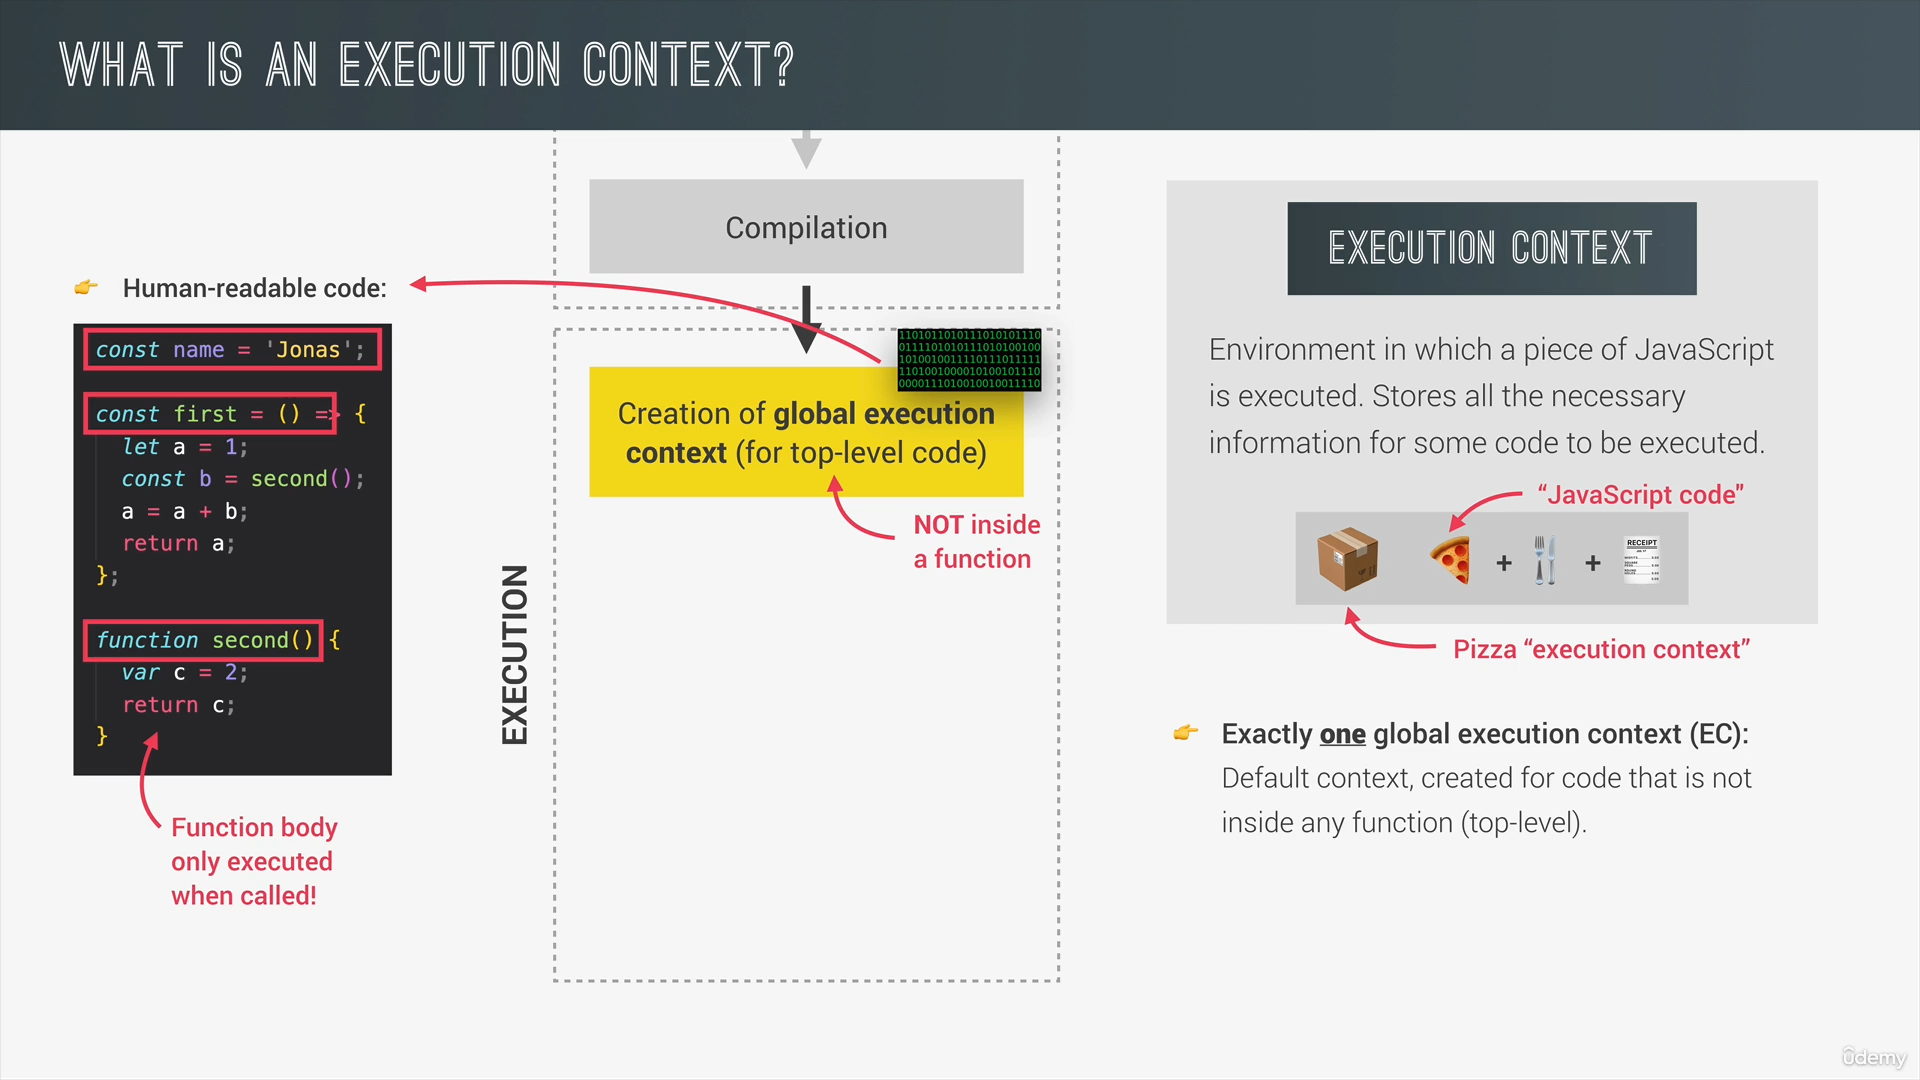 WHAT IS AN EXECUTION CONTEXT?
Compilation
👉 Human-readable code:
const name = 'Jonas';
const first = () => {
let a = 1;
const b = second();
a = a + b;
return a;
};
function second() {
var c = 2;
return c;
}
Function body
only executed
when called!
EXECUTION
1101011010111010101110
0111101010111010100100
1010010011110111011111
1101001000010100101110
0000111010010010011110
Creation of global execution
context (for top-level code)
NOT inside
a function
EXECUTION CONTEXT
Environment in which a piece of JavaScript
is executed. Stores all the necessary
information for some code to be executed.
“JavaScript code”
+ +
RECEIPT
Pizza “execution context”
👉 Exactly one global execution context (EC):
Default context, created for code that is not
inside any function (top-level).
ûdemy